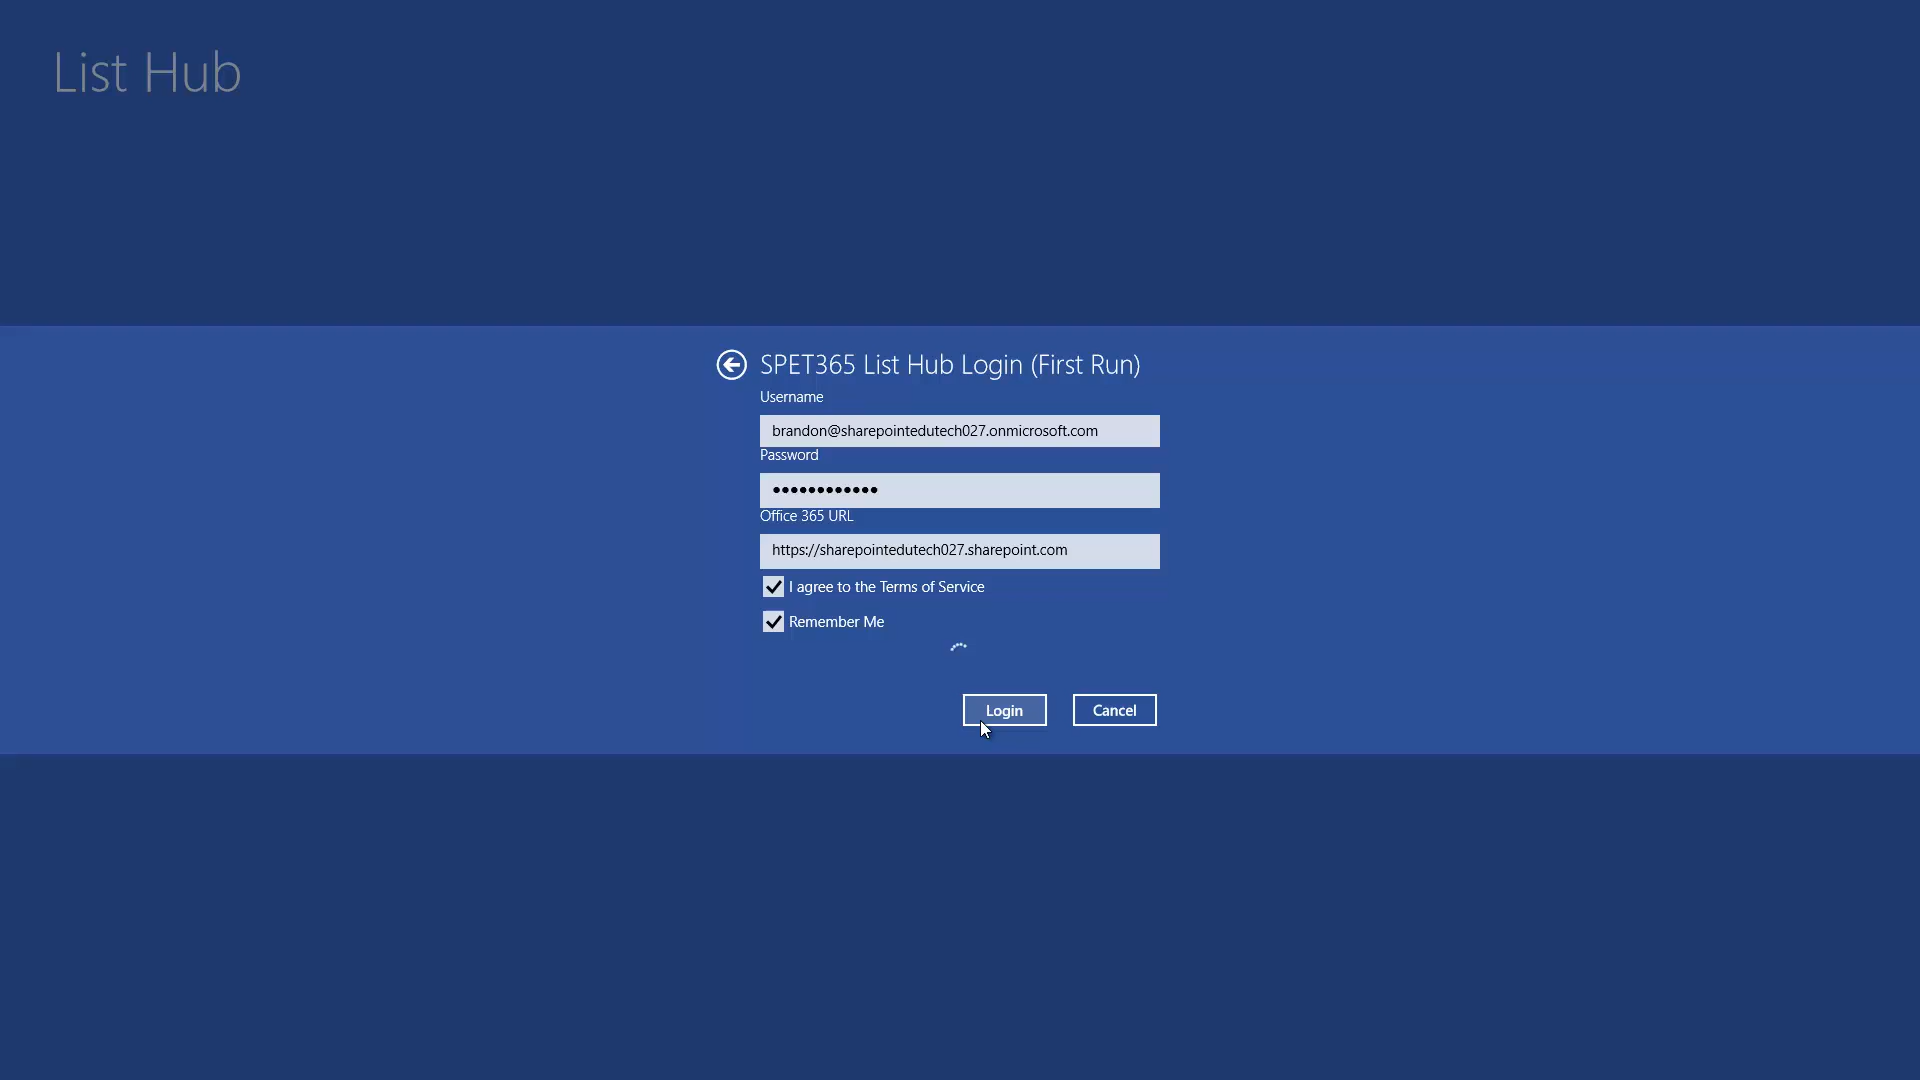 List Hub
SPET365 List Hub Login (First Run)
Username
brandon@sharepointedutech027.onmicrosoft.com
Password
••••••••••••
Office 365 URL
https://sharepointedutech027.sharepoint.com
I agree to the Terms of Service
Remember Me
Login Cancel